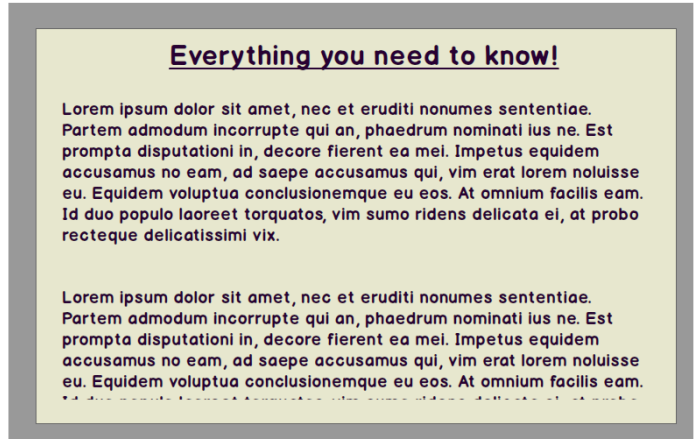 Everything you need to know!
Lorem ipsum dolor sit amet, nec et eruditi nonumes sententiae.
Partem admodum incorrupte qui an, phaedrum nominati ius ne. Est
prompta disputationi in, decore fierent ea mei. Impetus equidem
accusamus no eam, ad saepe accusamus qui, vim erat lorem noluisse
eu. Equidem voluptua conclusionemque eu eos. At omnium facilis eam.
Id duo populo laoreet torquatos, vim sumo ridens delicata ei, at probo
recteque delicatissimi vix.
Lorem ipsum dolor sit amet, nec et eruditi nonumes sententiae.
Partem admodum incorrupte qui an, phaedrum nominati ius ne. Est
prompta disputationi in, decore fierent ea mei. Impetus equidem
accusamus no eam, ad saepe accusamus qui, vim erat lorem noluisse
eu. Equidem voluptua conclusionemque eu eos. At omnium facilis eam.